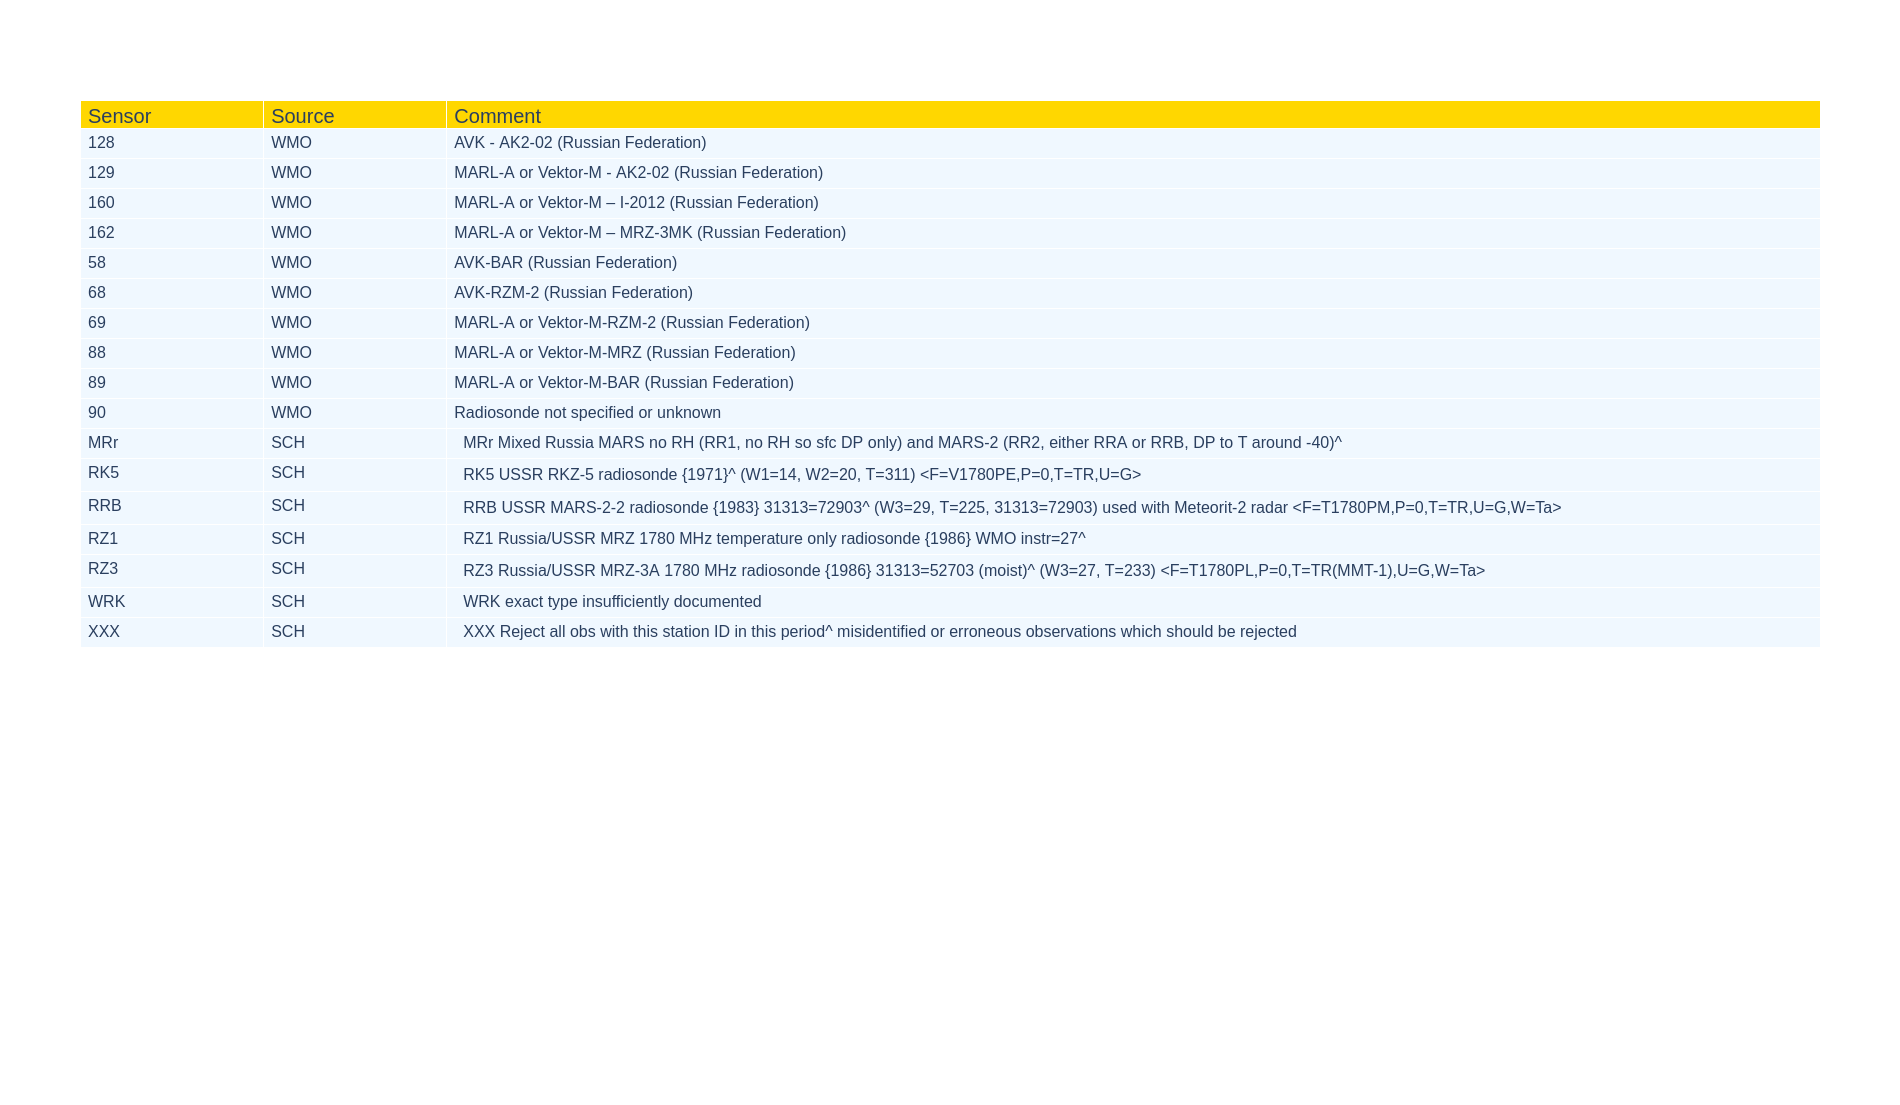 Sensor Source Comment
128 WMO AVK - AK2-02 (Russian Federation)
129 WMO MARL-A or Vektor-M - AK2-02 (Russian Federation)
160 WMO MARL-A or Vektor-M – I-2012 (Russian Federation)
162 WMO MARL-A or Vektor-M – MRZ-3MK (Russian Federation)
58 WMO AVK-BAR (Russian Federation)
68 WMO AVK-RZM-2 (Russian Federation)
69 WMO MARL-A or Vektor-M-RZM-2 (Russian Federation)
88 WMO MARL-A or Vektor-M-MRZ (Russian Federation)
89 WMO MARL-A or Vektor-M-BAR (Russian Federation)
90 WMO Radiosonde not specified or unknown
MRr SCH MRr Mixed Russia MARS no RH (RR1, no RH so sfc DP only) and MARS-2 (RR2, either RRA or RRB, DP to T around -40)^
RK5 SCH RK5 USSR RKZ-5 radiosonde {1971}^ (W1=14, W2=20, T=311) <F=V1780PE,P=0,T=TR,U=G>
RRB SCH RRB USSR MARS-2-2 radiosonde {1983} 31313=72903^ (W3=29, T=225, 31313=72903) used with Meteorit-2 radar <F=T1780PM,P=0,T=TR,U=G,W=Ta>
RZ1 SCH RZ1 Russia/USSR MRZ 1780 MHz temperature only radiosonde {1986} WMO instr=27^
RZ3 SCH RZ3 Russia/USSR MRZ-3A 1780 MHz radiosonde {1986} 31313=52703 (moist)^ (W3=27, T=233) <F=T1780PL,P=0,T=TR(MMT-1),U=G,W=Ta>
WRK SCH WRK exact type insufficiently documented
XXX SCH XXX Reject all obs with this station ID in this period^ misidentified or erroneous observations which should be rejected